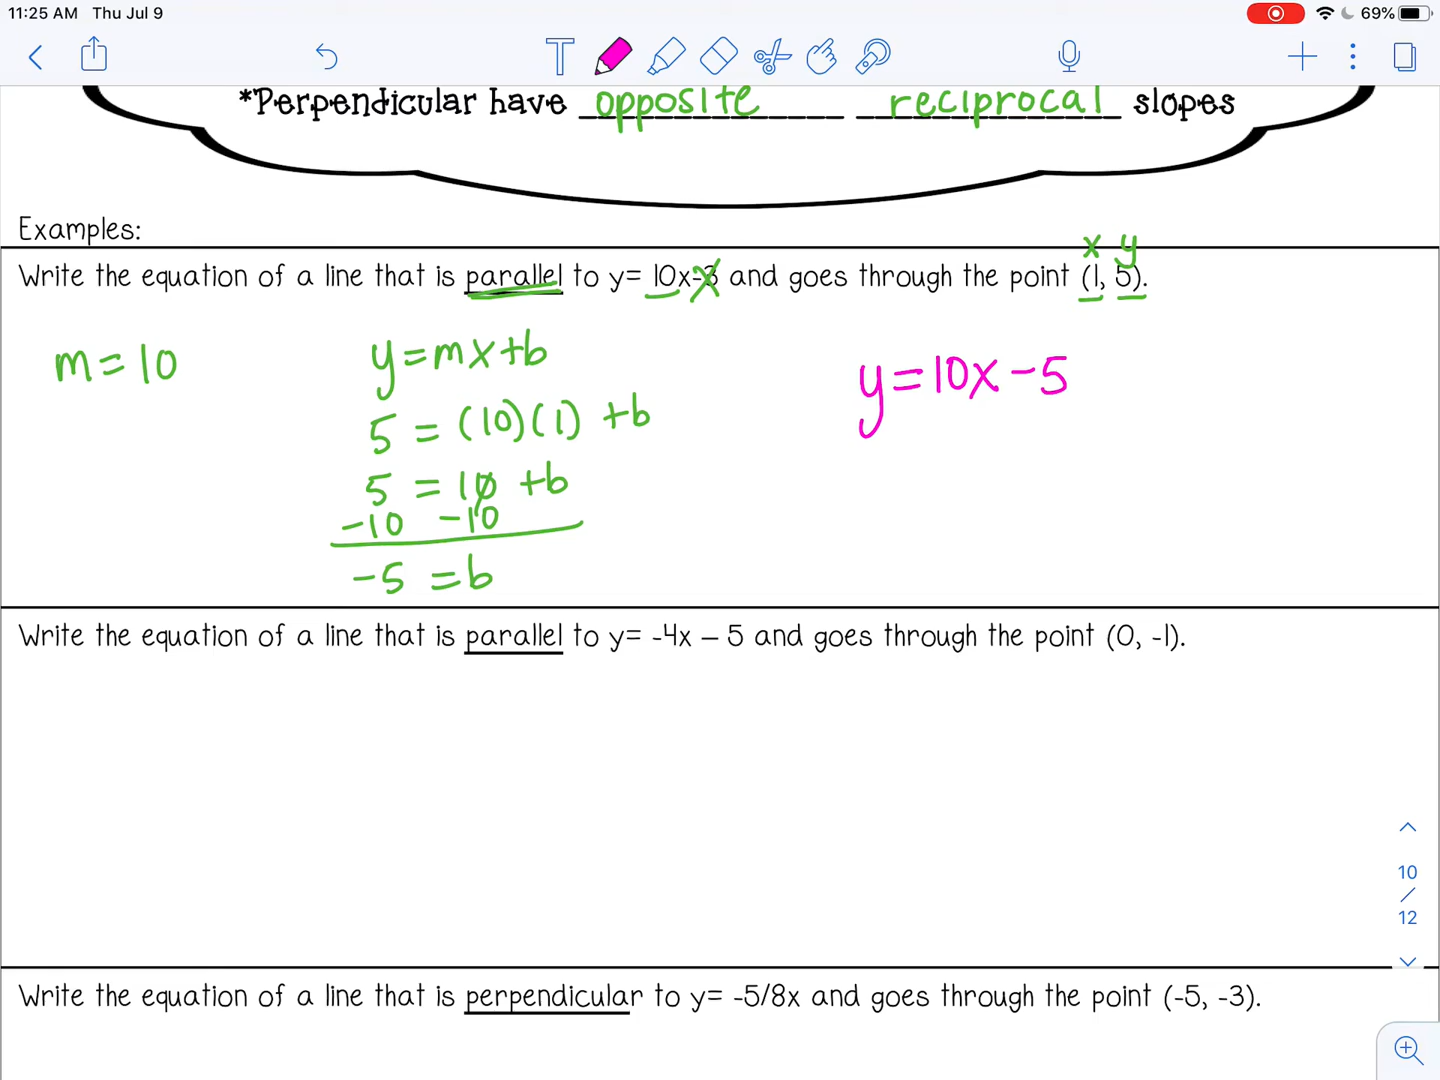 11:25 AM Thu Jul 9 69%
*Perpendicular have opposite reciprocal slopes
Examples:
x y
Write the equation of a line that is parallel to y= 10x-3 and goes through the point (1, 5).
m = 10
y = mx + b
5 = (10)(1) + b
5 = 10 + b
-10 -10
-5 = b
y = 10x - 5
Write the equation of a line that is parallel to y= -4x – 5 and goes through the point (0, -1).
10
/
12
Write the equation of a line that is perpendicular to y= -5/8x and goes through the point (-5, -3).